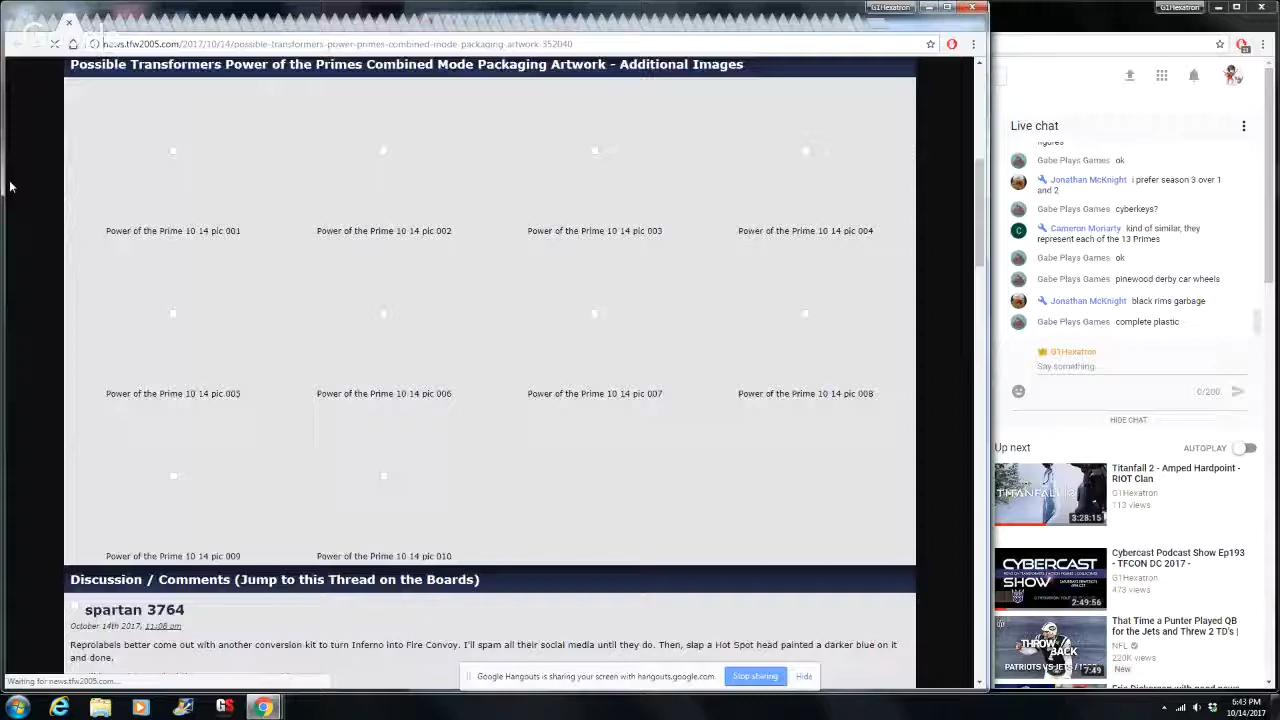 G1Hexatron
G1Hexatron
news.tfw2005.com/2017/10/14/possible-transformers-power-primes-combined-mode-packaging-artwork-352040
Possible Transformers Power of the Primes Combined Mode Packaging Artwork - Additional Images
Power of the Prime 10 14 pic 001
Power of the Prime 10 14 pic 002
Power of the Prime 10 14 pic 003
Power of the Prime 10 14 pic 004
Power of the Prime 10 14 pic 005
Power of the Prime 10 14 pic 006
Power of the Prime 10 14 pic 007
Power of the Prime 10 14 pic 008
Power of the Prime 10 14 pic 009
Power of the Prime 10 14 pic 010
Discussion / Comments (Jump to this Thread on the Boards)
spartan 3764
October 14th 2017, 11:06 am
Reprolabels better come out with another conversion kit to turn Inferno into Fire Convoy. I'll spam all their social media until they do. Then, slap a Hot Spot head painted a darker blue on it
and done.
Waiting for news.tfw2005.com...
Google Hangouts is sharing your screen with hangouts.google.com.
Stop sharing
Hide
Live chat
figures
Gabe Plays Games ok
Jonathan McKnight i prefer season 3 over 1
and 2
Gabe Plays Games cyberkeys?
Cameron Moriarty kind of similar, they
represent each of the 13 Primes
Gabe Plays Games ok
Gabe Plays Games pinewood derby car wheels
Jonathan McKnight black rims garbage
Gabe Plays Games complete plastic
G1Hexatron
Say something...
0/200
HIDE CHAT
Up next
AUTOPLAY
TITANFALL 2
3:28:15
Titanfall 2 - Amped Hardpoint -
RIOT Clan
G1Hexatron
113 views
CYBERCAST
SHOW
2:49:56
Cybercast Podcast Show Ep193
- TFCON DC 2017 -
G1Hexatron
473 views
THROW
BACK
PATRIOTS VS JETS /
7:49
That Time a Punter Played QB
for the Jets and Threw 2 TD's |
NFL
220K views
New
GS
6:43 PM
10/14/2017